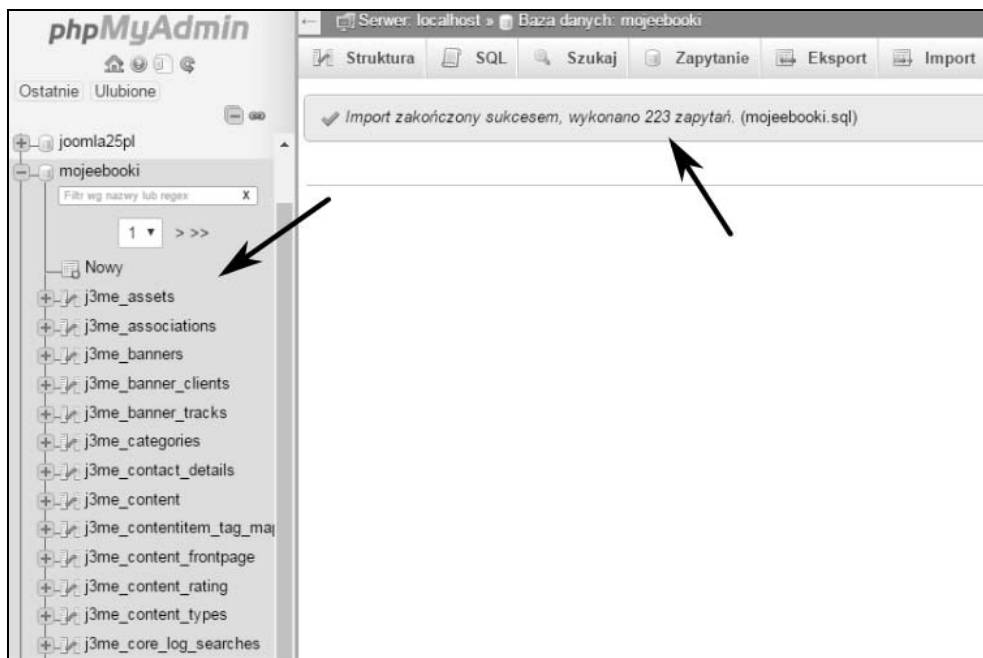 phpMyAdmin
Ostatnie Ulubione
joomla25pl
mojeebooki
Filtr wg nazwy lub regex X
1 > >>
Nowy
j3me_assets
j3me_associations
j3me_banners
j3me_banner_clients
j3me_banner_tracks
j3me_categories
j3me_contact_details
j3me_content
j3me_contentitem_tag_map
j3me_content_frontpage
j3me_content_rating
j3me_content_types
j3me_core_log_searches
Serwer: localhost » Baza danych: mojeebooki
Struktura SQL Szukaj Zapytanie Eksport Import
Import zakończony sukcesem, wykonano 223 zapytań. (mojeebooki.sql)